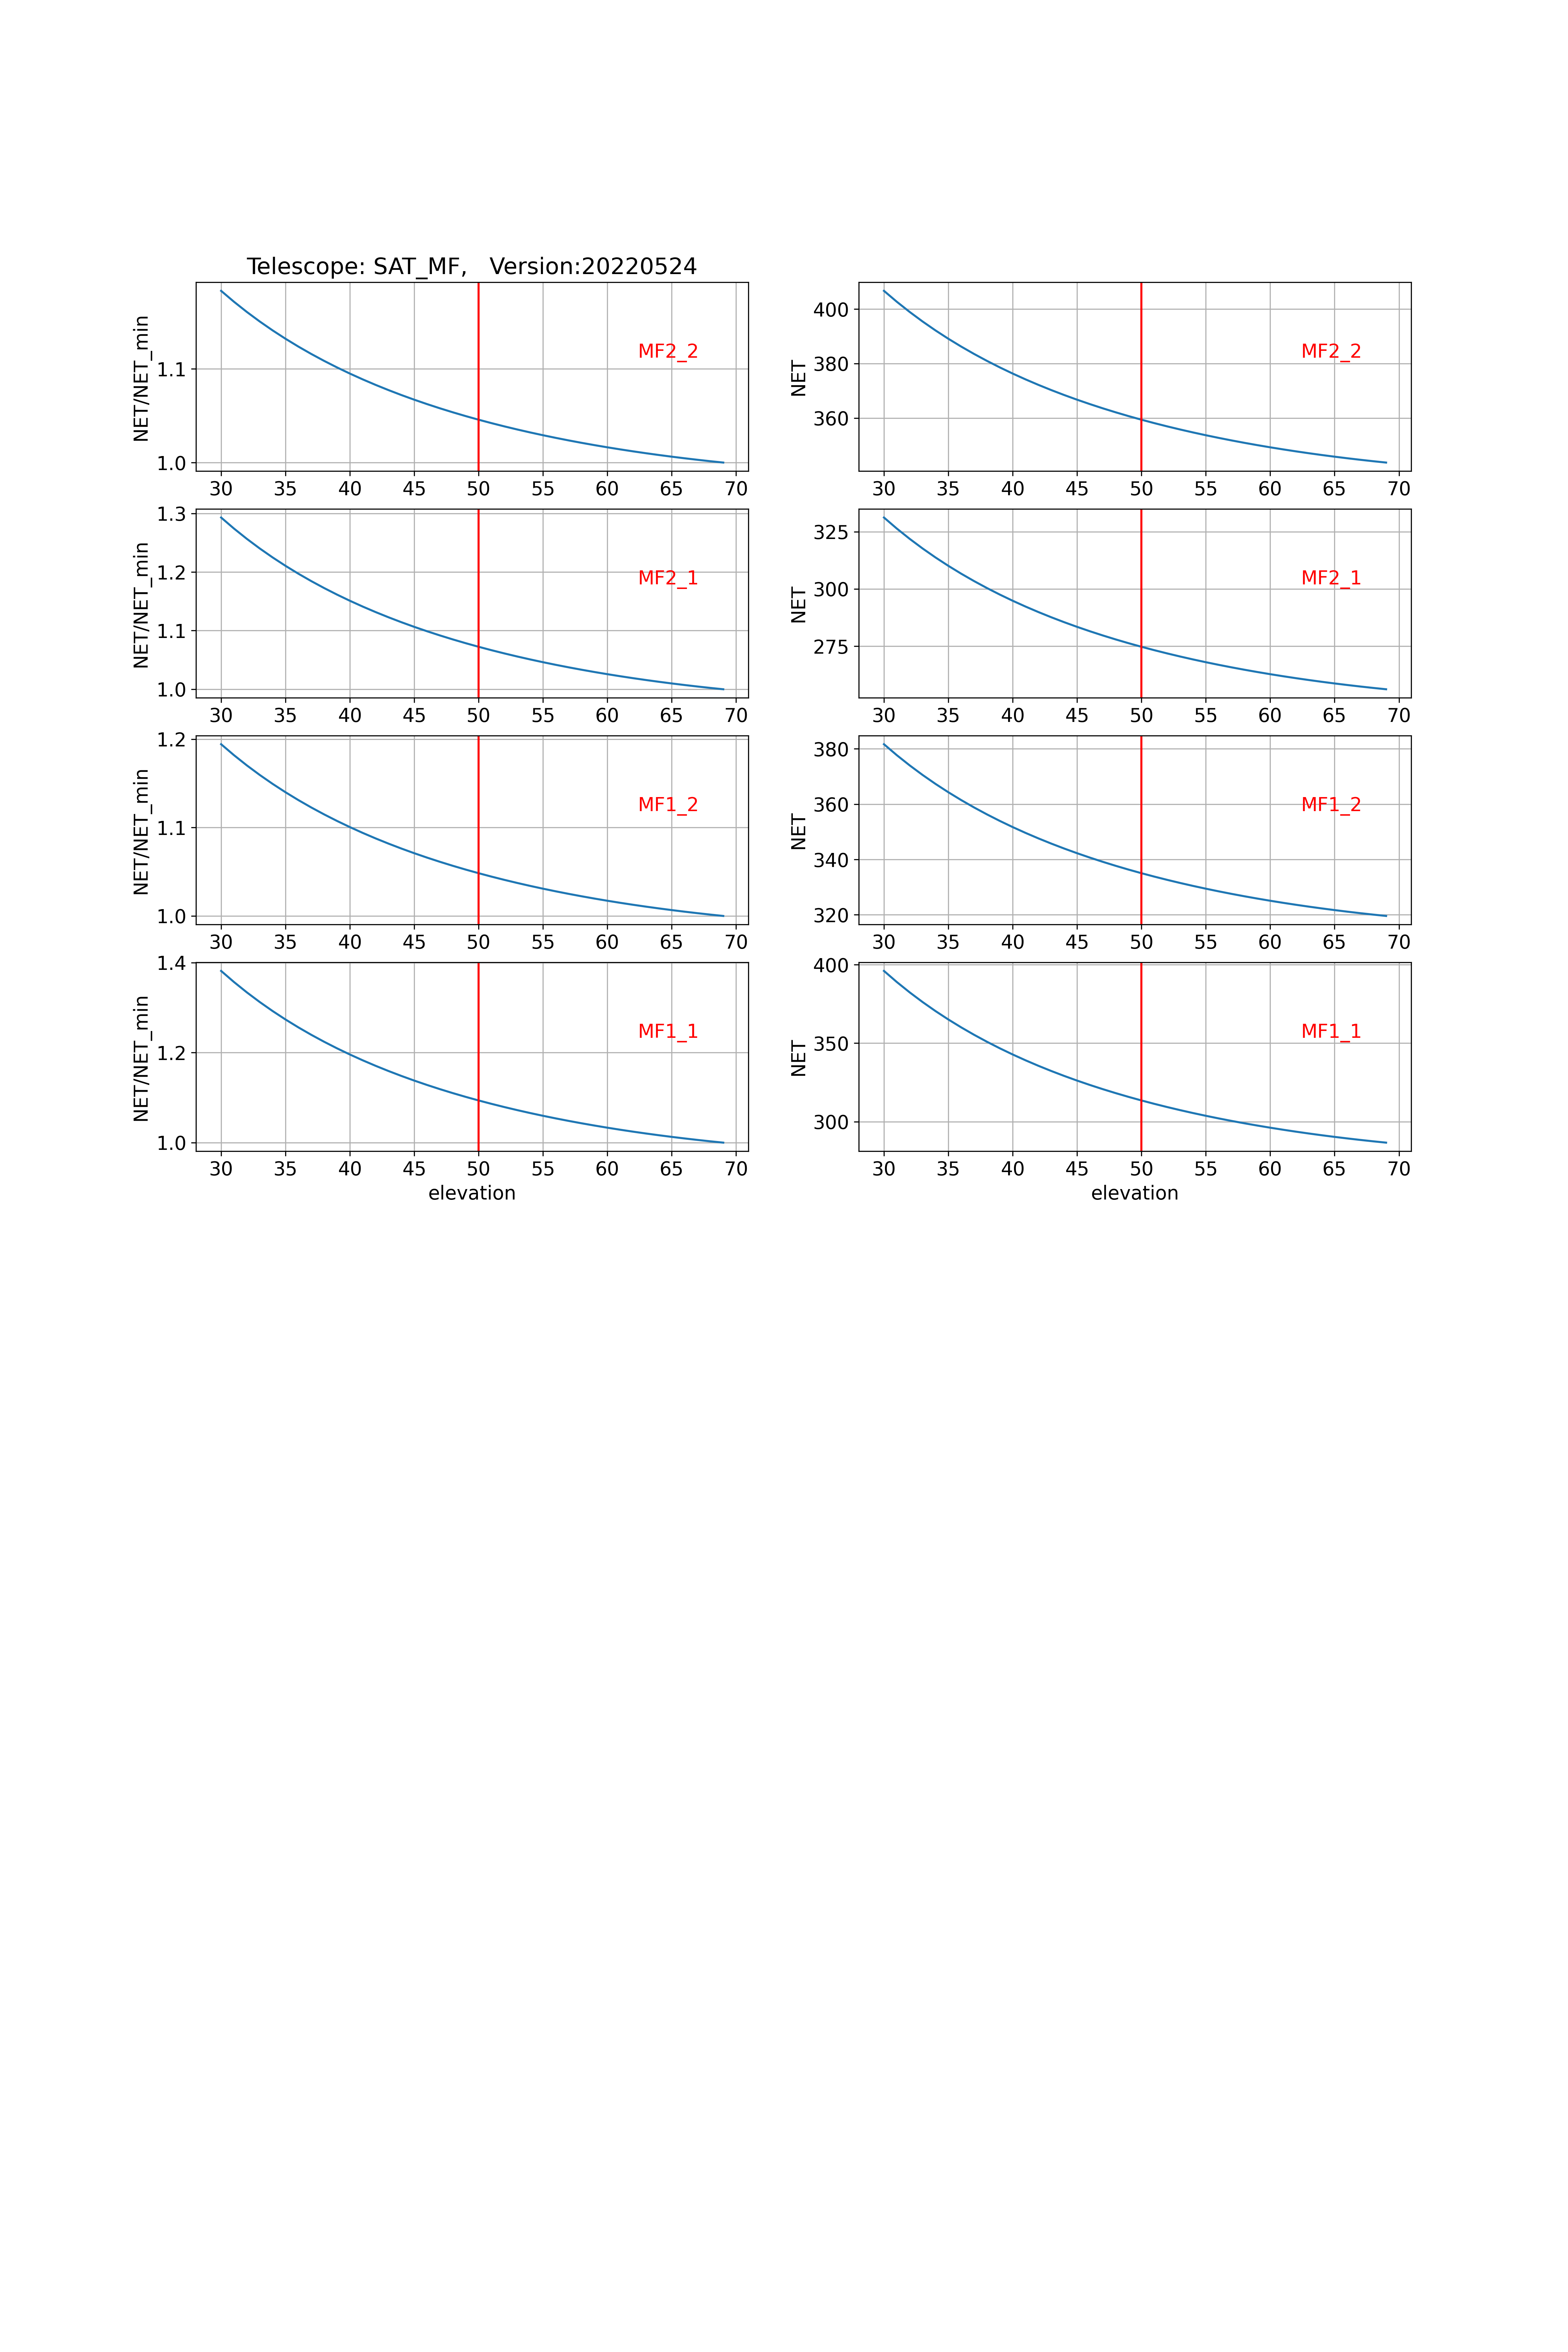 Telescope: SAT_MF,   Version:20220524
NET/NET_min
1.1
1.0
MF2_2
30 35 40 45 50 55 60 65 70
NET
400
380
360
MF2_2
30 35 40 45 50 55 60 65 70
NET/NET_min
1.3
1.2
1.1
1.0
MF2_1
30 35 40 45 50 55 60 65 70
NET
325
300
275
MF2_1
30 35 40 45 50 55 60 65 70
NET/NET_min
1.2
1.1
1.0
MF1_2
30 35 40 45 50 55 60 65 70
NET
380
360
340
320
MF1_2
30 35 40 45 50 55 60 65 70
NET/NET_min
1.4
1.2
1.0
MF1_1
30 35 40 45 50 55 60 65 70
elevation
NET
400
350
300
MF1_1
30 35 40 45 50 55 60 65 70
elevation